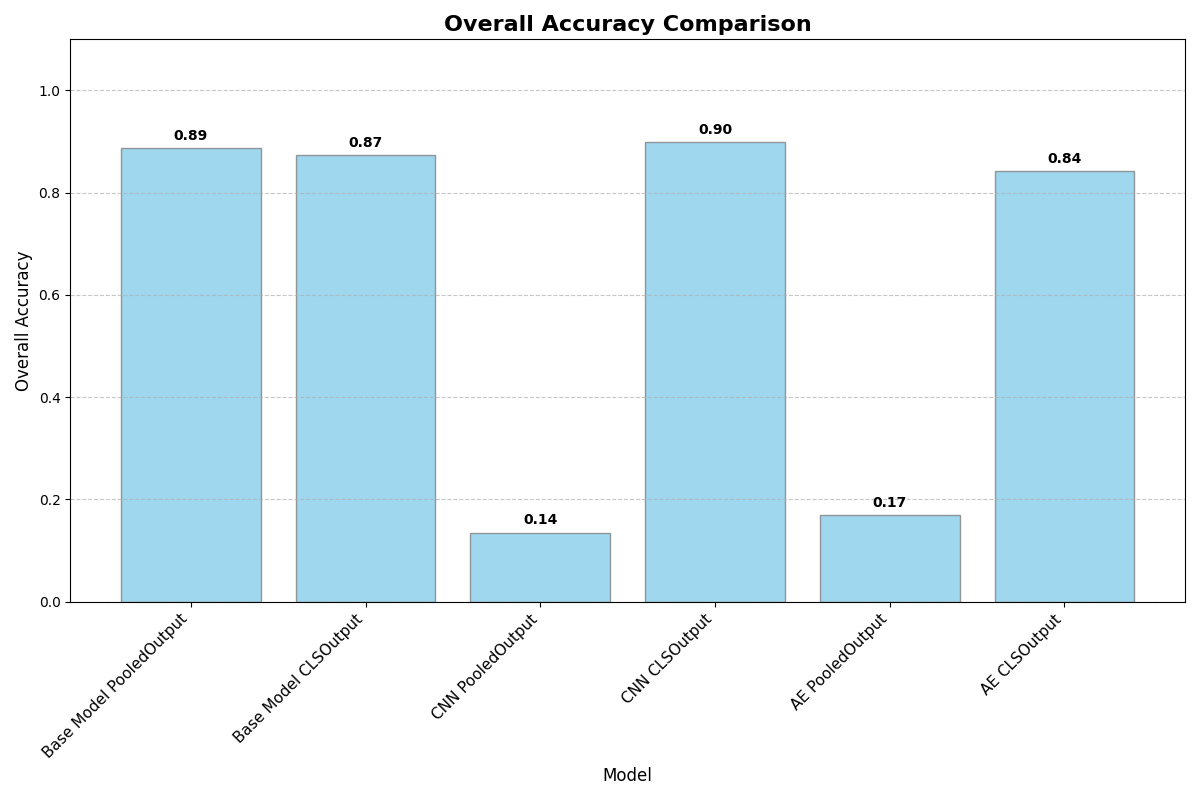 Overall Accuracy Comparison
Overall Accuracy
1.0
0.8
0.6
0.4
0.2
0.0
0.89
0.87
0.14
0.90
0.17
0.84
Base Model PooledOutput
Base Model CLSOutput
CNN PooledOutput
CNN CLSOutput
AE PooledOutput
AE CLSOutput
Model